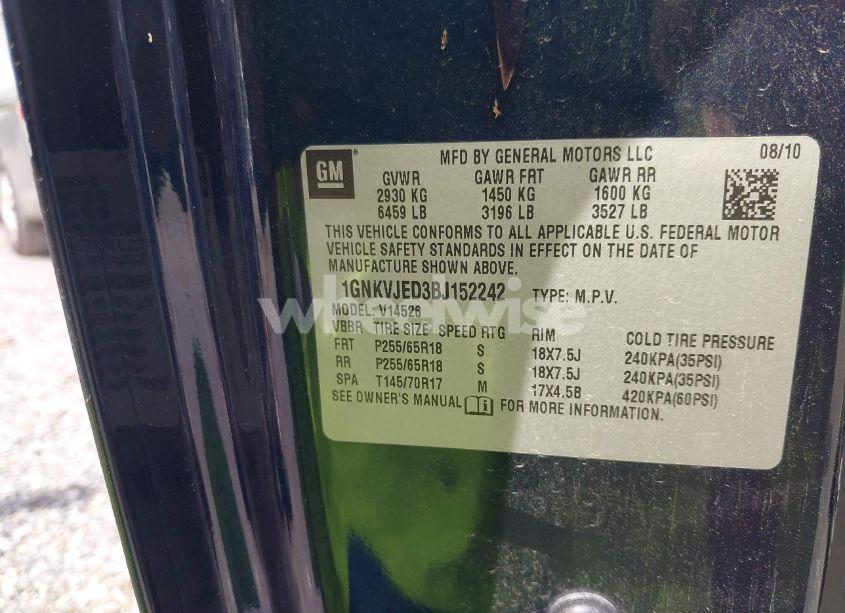 GM
MFD BY GENERAL MOTORS LLC 08/10
GVWR GAWR FRT GAWR RR
2930 KG 1450 KG 1600 KG
6459 LB 3196 LB 3527 LB
THIS VEHICLE CONFORMS TO ALL APPLICABLE U.S. FEDERAL MOTOR
VEHICLE SAFETY STANDARDS IN EFFECT ON THE DATE OF
MANUFACTURE SHOWN ABOVE.
1GNKVJED3BJ152242 TYPE: M.P.V.
MODEL: V14526
wheelwise
VBBR TIRE SIZE SPEED RTG RIM COLD TIRE PRESSURE
FRT P255/65R18 S 18X7.5J 240KPA(35PSI)
RR P255/65R18 S 18X7.5J 240KPA(35PSI)
SPA T145/70R17 M 17X4.5B 420KPA(60PSI)
SEE OWNER'S MANUAL FOR MORE INFORMATION.